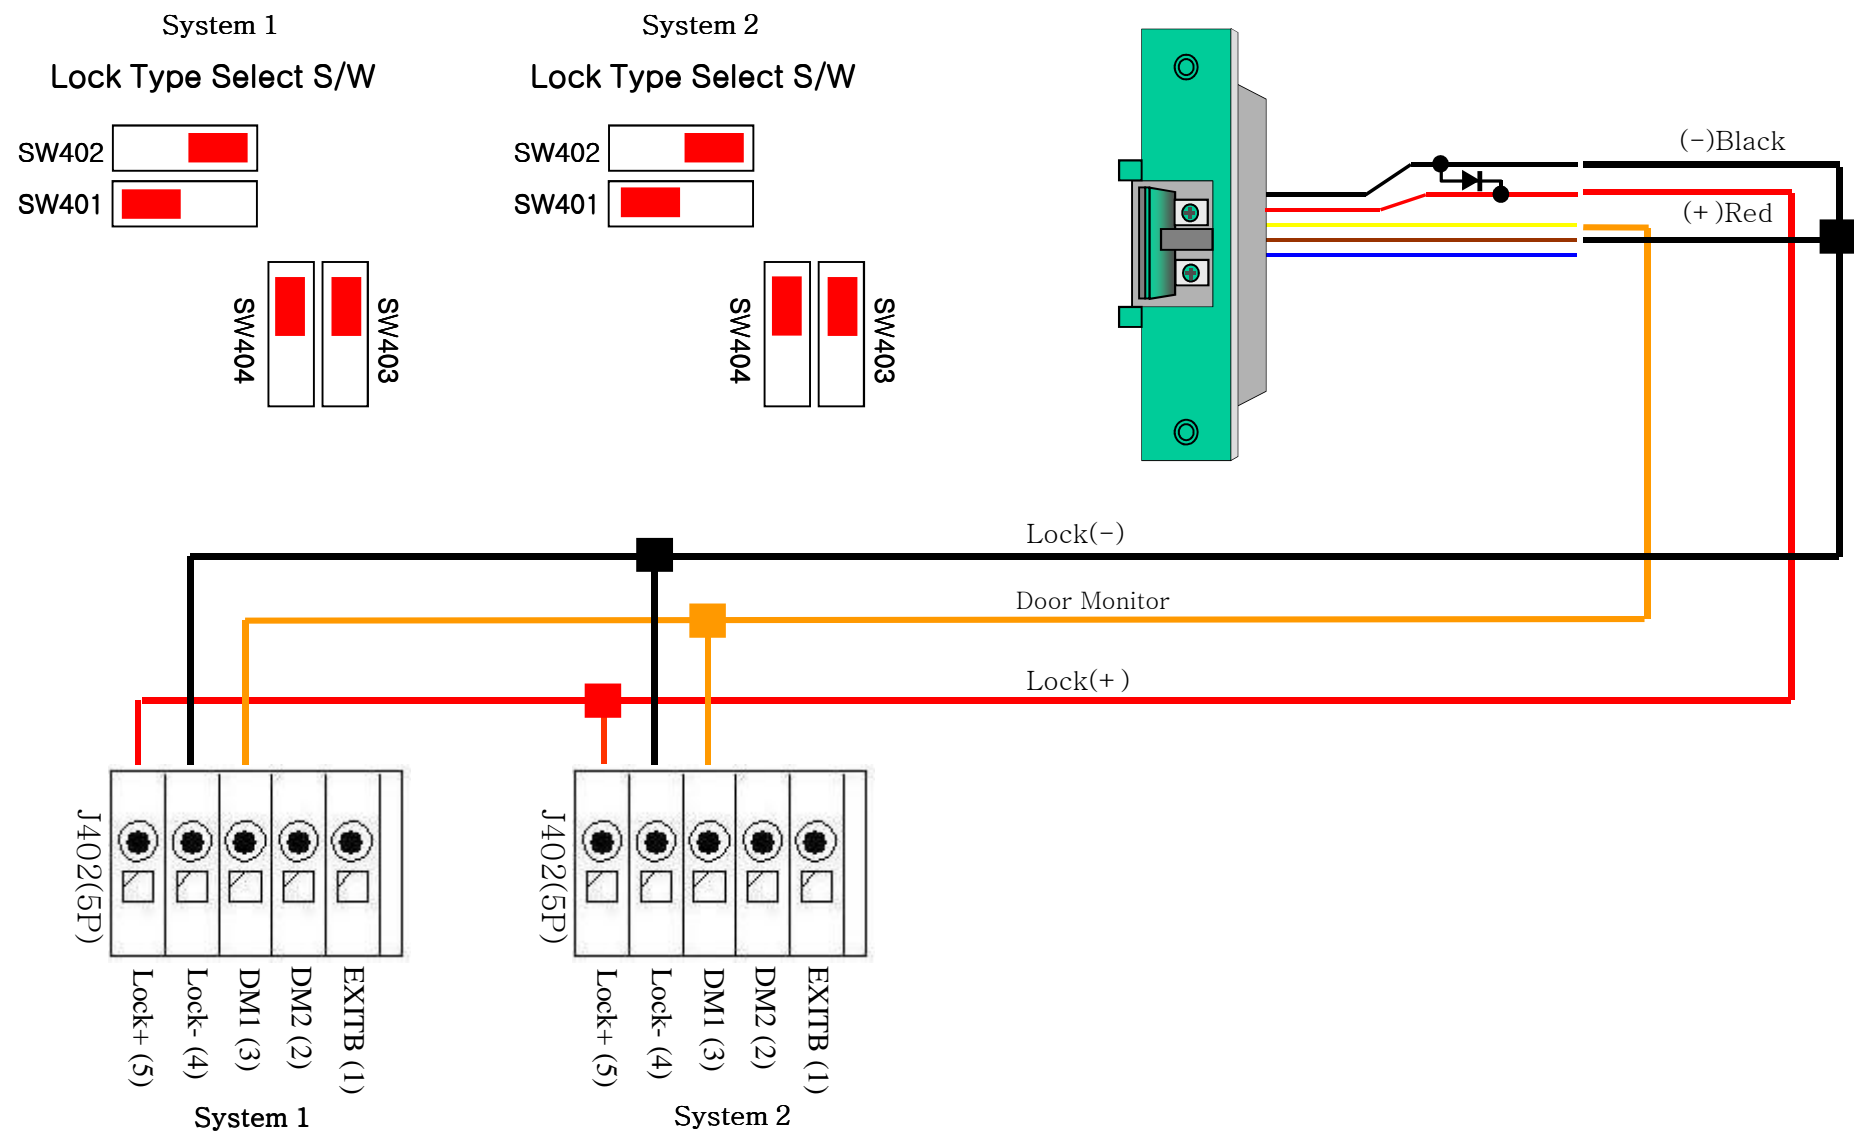 System 1
Lock Type Select S/W
SW402
SW401
SW404
SW403
System 2
Lock Type Select S/W
SW402
SW401
SW404
SW403
(-)Black
(+)Red
Lock(-)
Door Monitor
Lock(+)
J402(5P)
Lock+ (5)
Lock- (4)
DM1 (3)
DM2 (2)
EXITB (1)
System 1
J402(5P)
Lock+ (5)
Lock- (4)
DM1 (3)
DM2 (2)
EXITB (1)
System 2